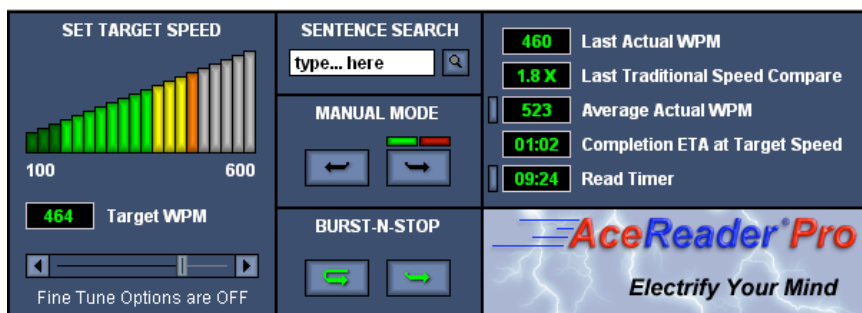 SET TARGET SPEED
100 600
464 Target WPM
Fine Tune Options are OFF
SENTENCE SEARCH
type... here
MANUAL MODE
BURST-N-STOP
460 Last Actual WPM
1.8 X Last Traditional Speed Compare
523 Average Actual WPM
01:02 Completion ETA at Target Speed
09:24 Read Timer
AceReader® Pro
Electrify Your Mind